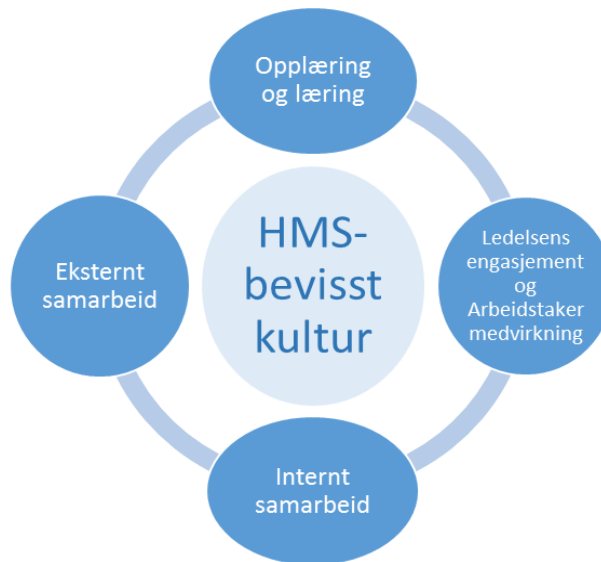 Opplæring
og læring
HMS-
bevisst
kultur
Ledelsens
engasjement
og
Arbeidstaker
medvirkning
Eksternt
samarbeid
Internt
samarbeid